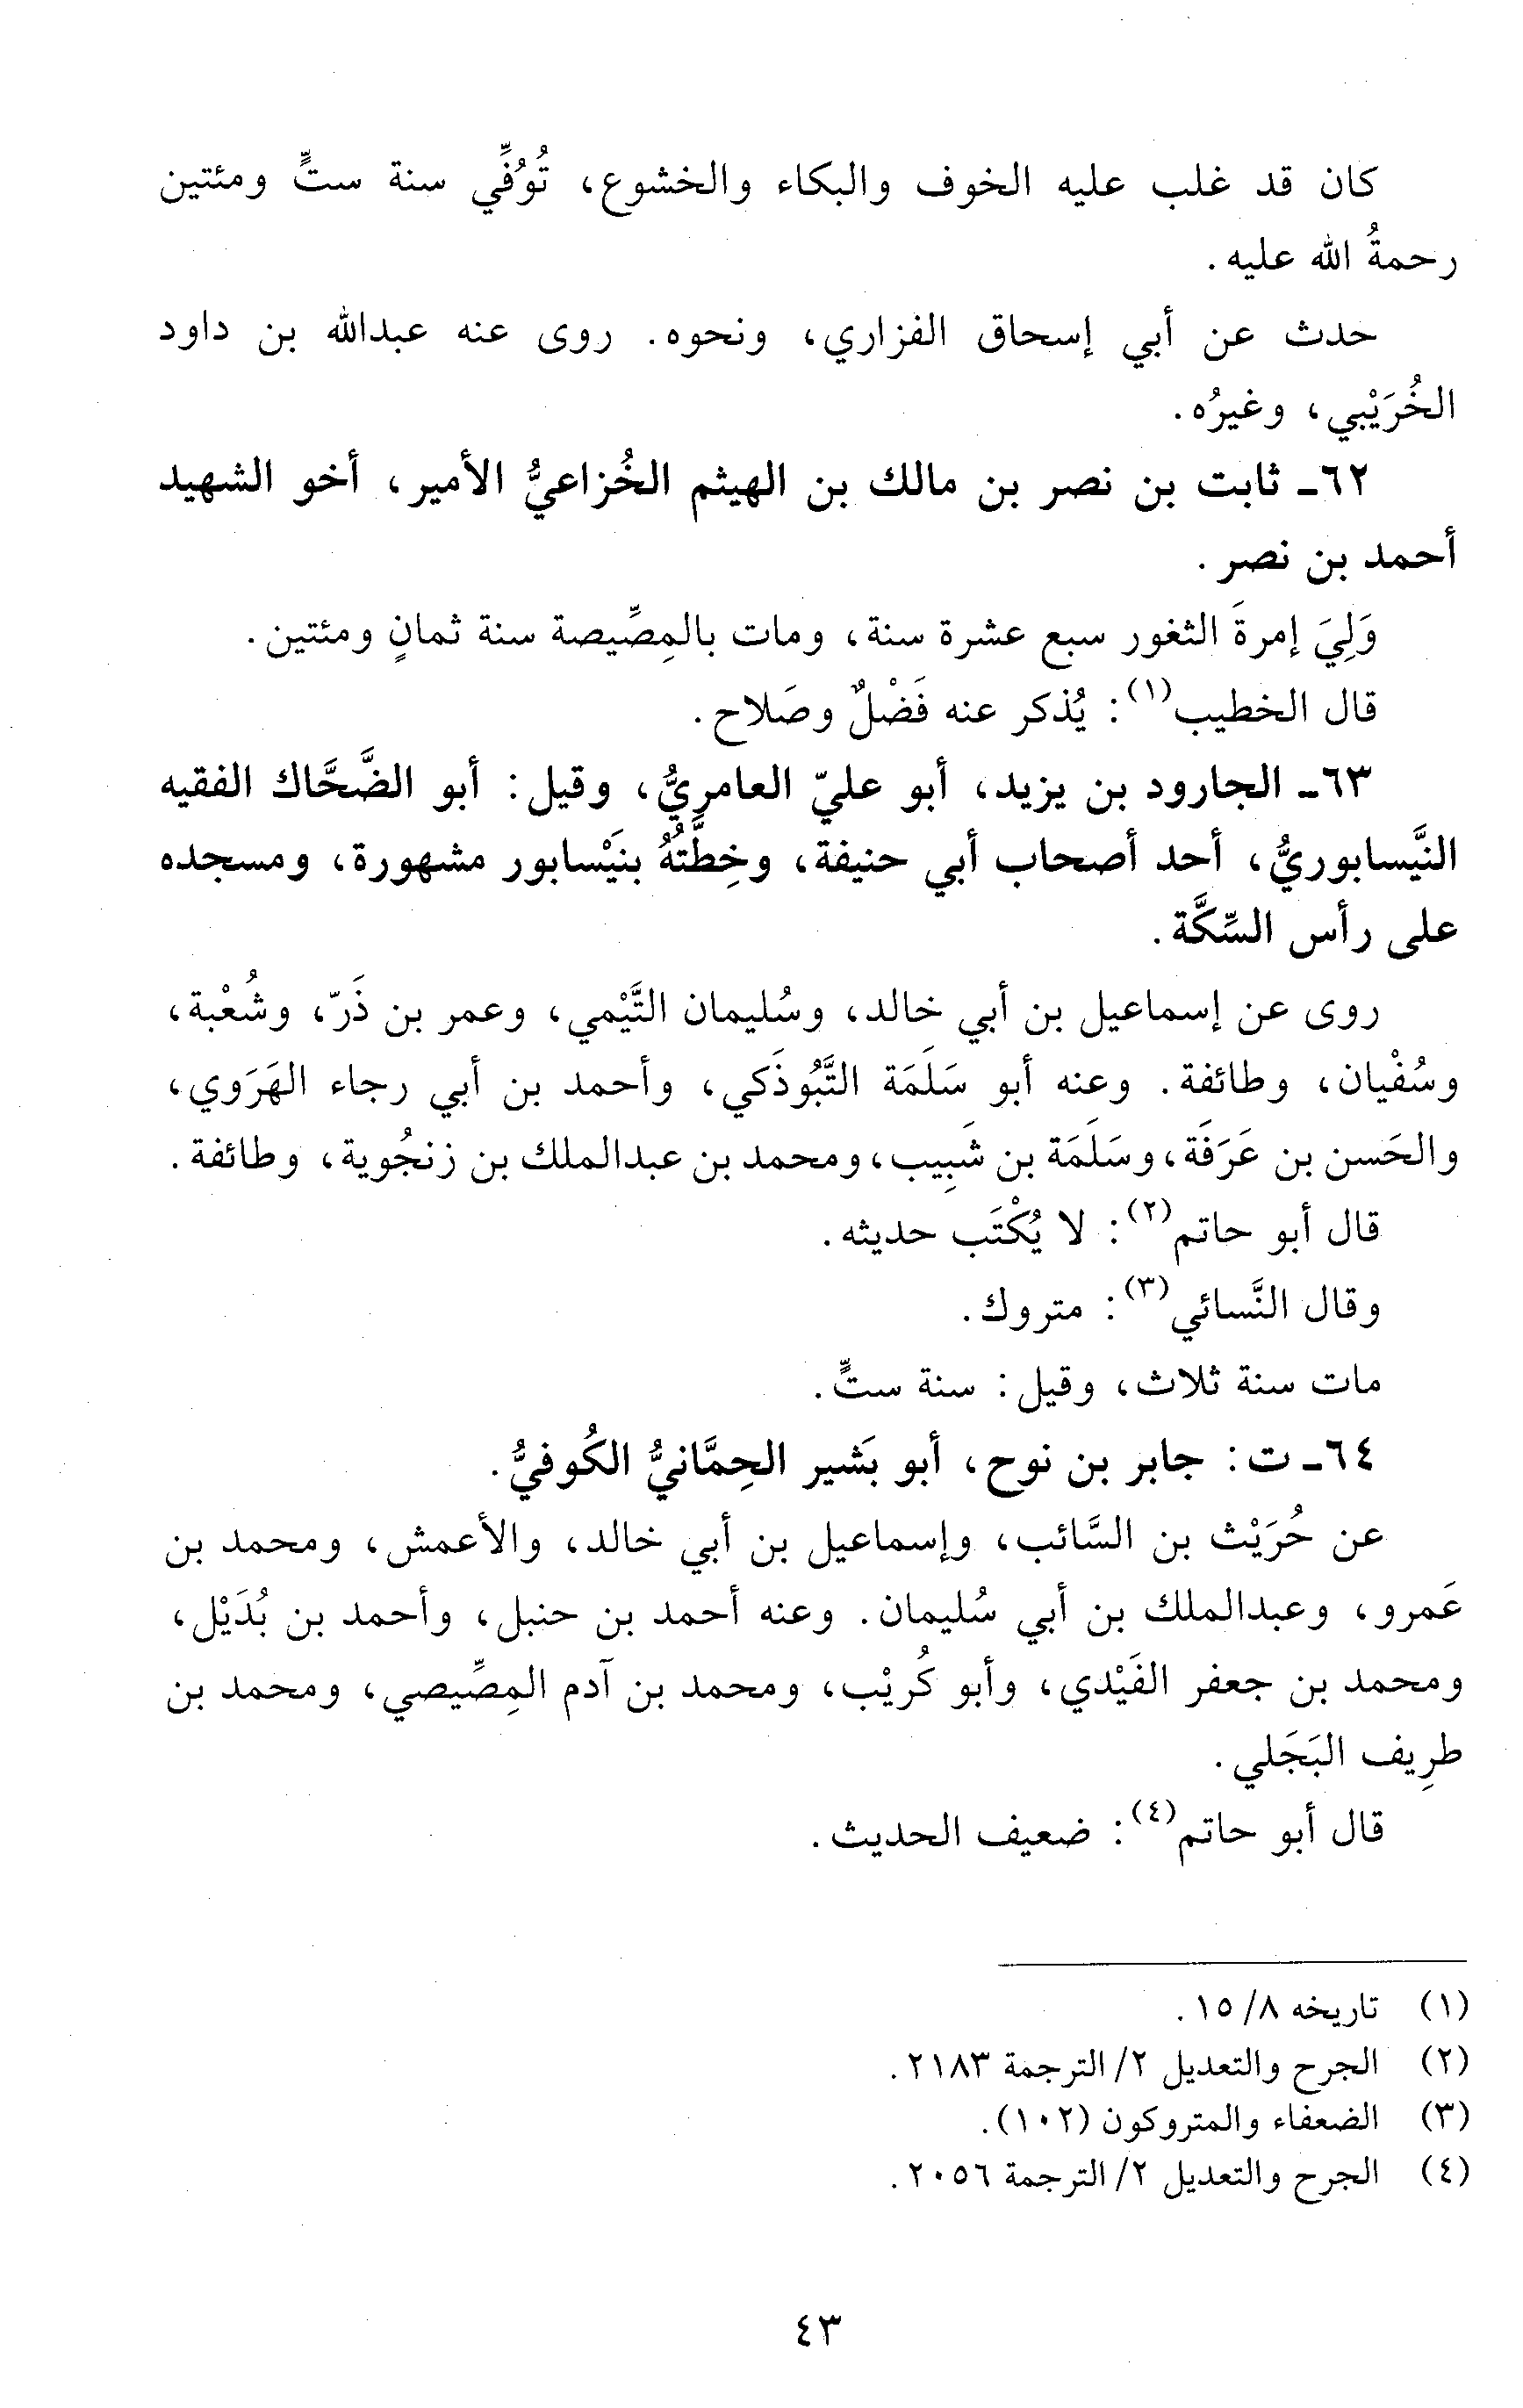 كان قد غلب عليه الخوف والبكاء والخشوع، تُوُفِّي سنة ستٍّ ومئتين
رحمةُ الله عليه.
حدث عن أبي إسحاق الفزاري، ونحوه. روى عنه عبدالله بن داود
الخُرَيْبي، وغيرُه.
٦٢ـ ثابت بن نصر بن مالك بن الهيثم الخُزاعيُّ الأمير، أخو الشهيد
أحمد بن نصر.
وَلِيَ إمرةَ الثغور سبع عشرة سنة، ومات بالمِصِّيصة سنة ثمانٍ ومئتين.
قال الخطيب(١): يُذكر عنه فَضْلٌ وصَلاح.
٦٣ـ الجارود بن يزيد، أبو عليّ العامريُّ، وقيل: أبو الضَّحَّاك الفقيه
النَّيسابوريُّ، أحد أصحاب أبي حنيفة، وخِطَّتُهُ بنَيْسابور مشهورة، ومسجده
على رأس السِّكَّة.
روى عن إسماعيل بن أبي خالد، وسُليمان التَّيْمي، وعمر بن ذَرّ، وشُعْبة،
وسُفْيان، وطائفة. وعنه أبو سَلَمَة التَّبُوذَكي، وأحمد بن أبي رجاء الهَرَوي،
والحَسن بن عَرَفَة، وسَلَمَة بن شَبِيب، ومحمد بن عبدالملك بن زنجُوية، وطائفة.
قال أبو حاتم(٢): لا يُكْتَب حديثه.
وقال النَّسائي(٣): متروك.
مات سنة ثلاث، وقيل: سنة ستٍّ.
٦٤ـ ت: جابر بن نوح، أبو بَشير الحِمَّانيُّ الكُوفيُّ.
عن حُرَيْث بن السَّائب، وإسماعيل بن أبي خالد، والأعمش، ومحمد بن
عَمرو، وعبدالملك بن أبي سُليمان. وعنه أحمد بن حنبل، وأحمد بن بُدَيْل،
ومحمد بن جعفر الفَيْدي، وأبو كُرَيْب، ومحمد بن آدم المِصِّيصي، ومحمد بن
طرِيف البَجَلي.
قال أبو حاتم(٤): ضعيف الحديث.
(١) تاريخه ٨/ ١٥.
(٢) الجرح والتعديل ٢/ الترجمة ٢١٨٣.
(٣) الضعفاء والمتروكون (١٠٢).
(٤) الجرح والتعديل ٢/ الترجمة ٢٠٥٦.
٤٣